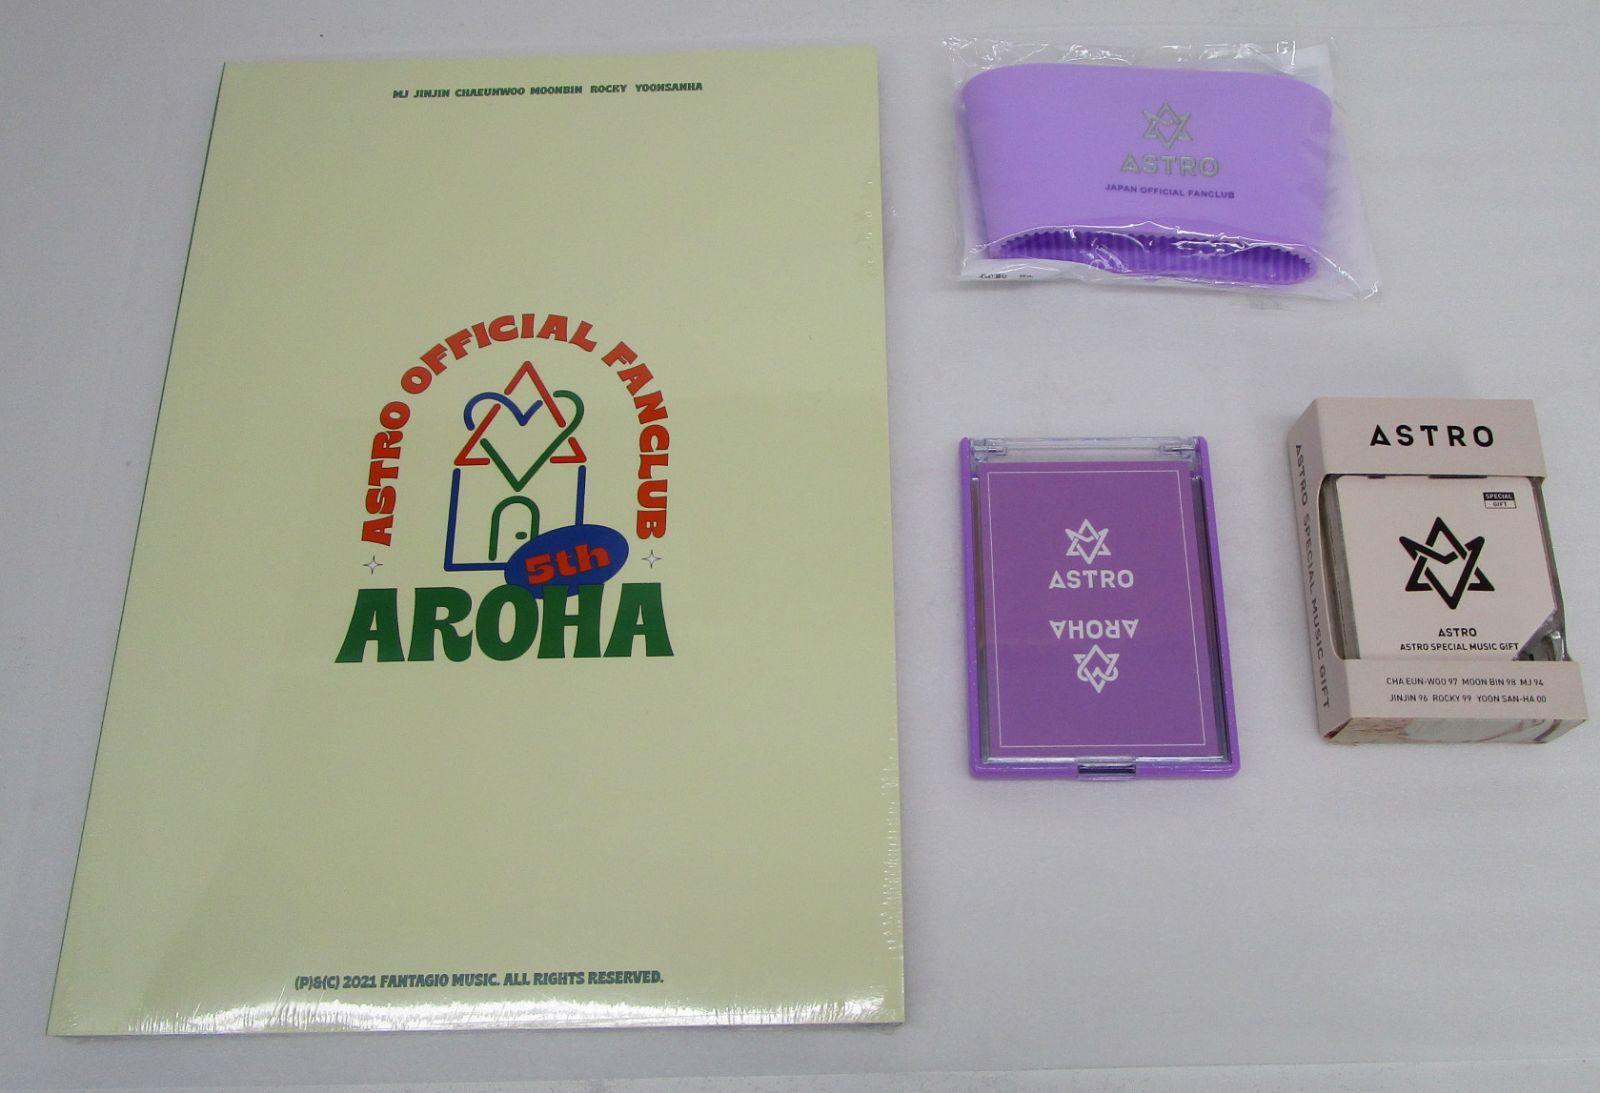 MJ JINJIN CHAEUNWOO MOONBIN ROCKY YOONSANHA
ASTRO OFFICIAL FANCLUB
5th
AROHA
(P)&(C) 2021 FANTAGIO MUSIC. ALL RIGHTS RESERVED.
ASTRO
JAPAN OFFICIAL FANCLUB
ASTRO
AROHA
ASTRO
ASTRO SPECIAL MUSIC GIFT
SPECIAL
GIFT
ASTRO
ASTRO SPECIAL MUSIC GIFT
CHA EUN-WOO 97 MOON BIN 98 MJ 94
JINJIN 96 ROCKY 99 YOON SAN-HA 00